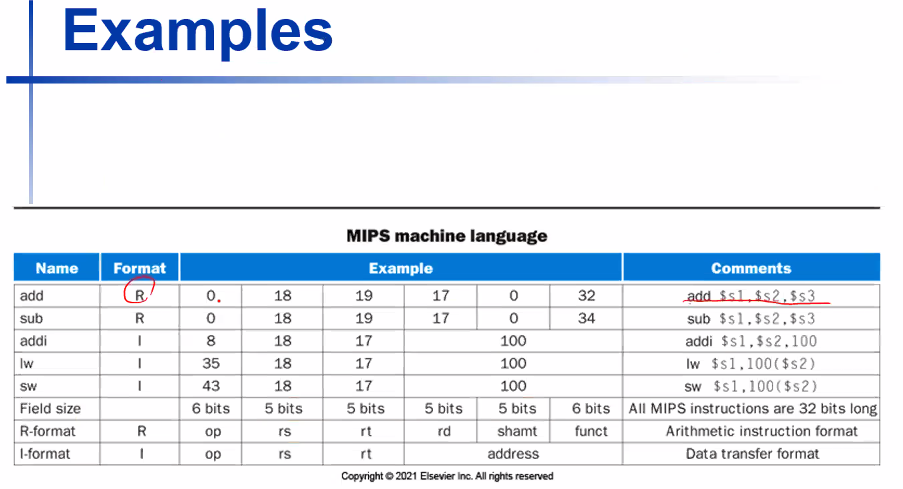 Examples
MIPS machine language
Name Format Example Comments
add R 0 18 19 17 0 32 add $s1,$s2,$s3
sub R 0 18 19 17 0 34 sub $s1,$s2,$s3
addi I 8 18 17 100 addi $s1,$s2,100
lw I 35 18 17 100 lw $s1,100($s2)
sw I 43 18 17 100 sw $s1,100($s2)
Field size 6 bits 5 bits 5 bits 5 bits 5 bits 6 bits All MIPS instructions are 32 bits long
R-format R op rs rt rd shamt funct Arithmetic instruction format
I-format I op rs rt address Data transfer format
Copyright © 2021 Elsevier Inc. All rights reserved